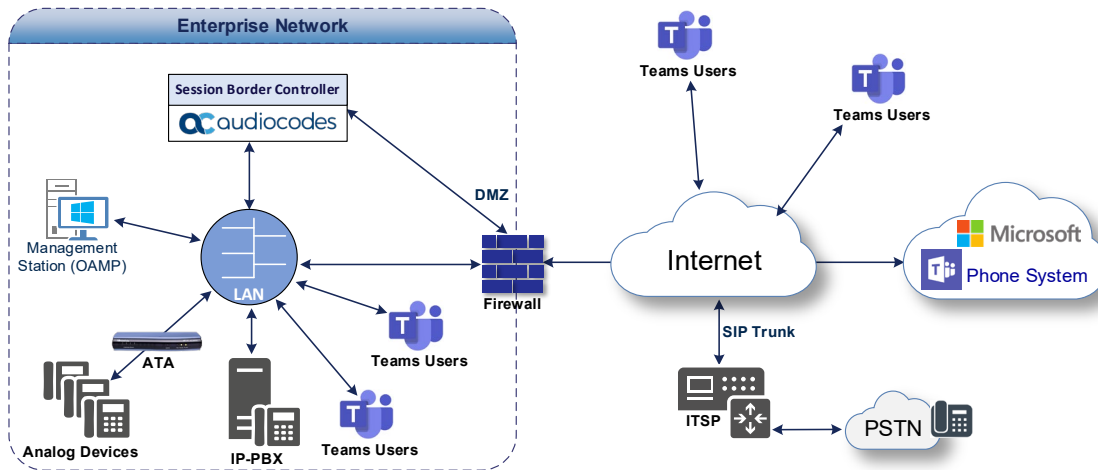 Enterprise Network
Session Border Controller
audiocodes
DMZ
Management
Station (OAMP)
LAN
Firewall
ATA
Analog Devices
IP-PBX
Teams Users
Teams Users
Teams Users
Teams Users
Internet
Microsoft
Phone System
SIP Trunk
ITSP
PSTN
T
T
T
T
T